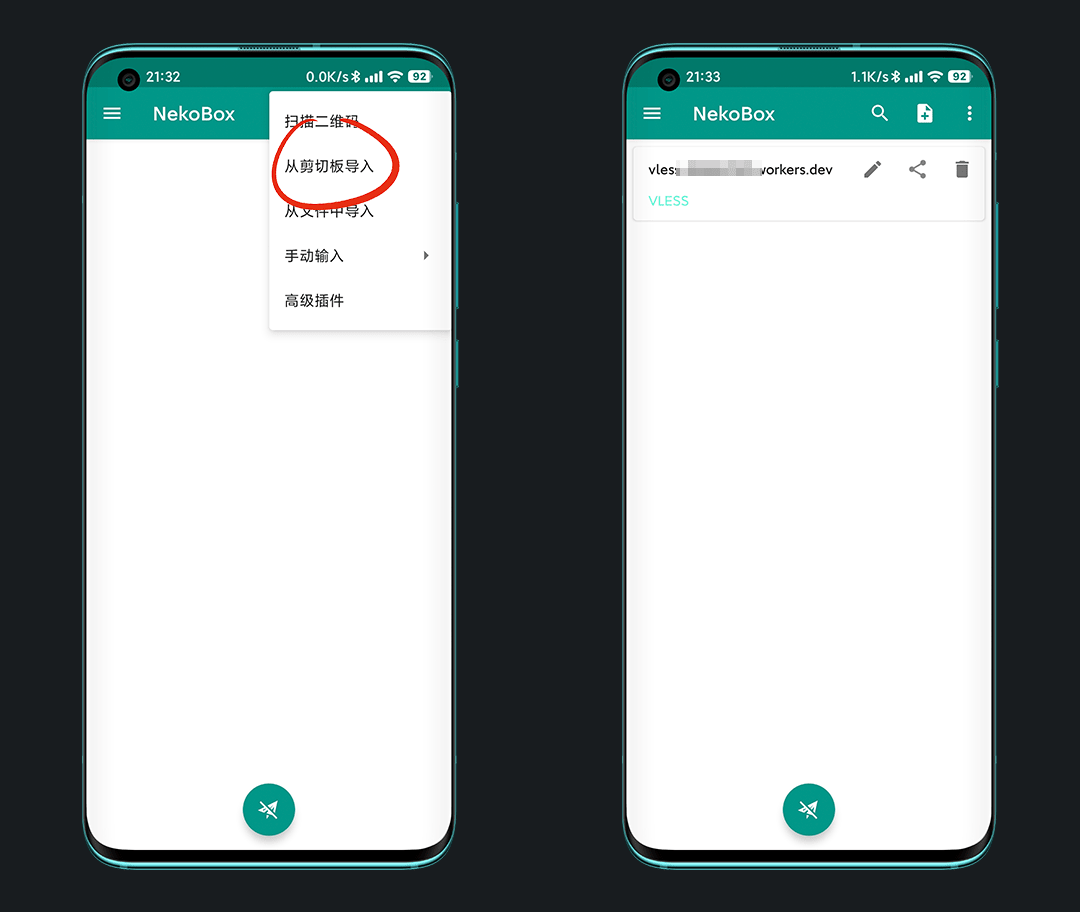 21:32
0.0K/s
92
NekoBox
扫描二维码
从剪切板导入
从文件中导入
手动输入
高级插件
21:33
1.1K/s
92
NekoBox
vless workers.dev
VLESS